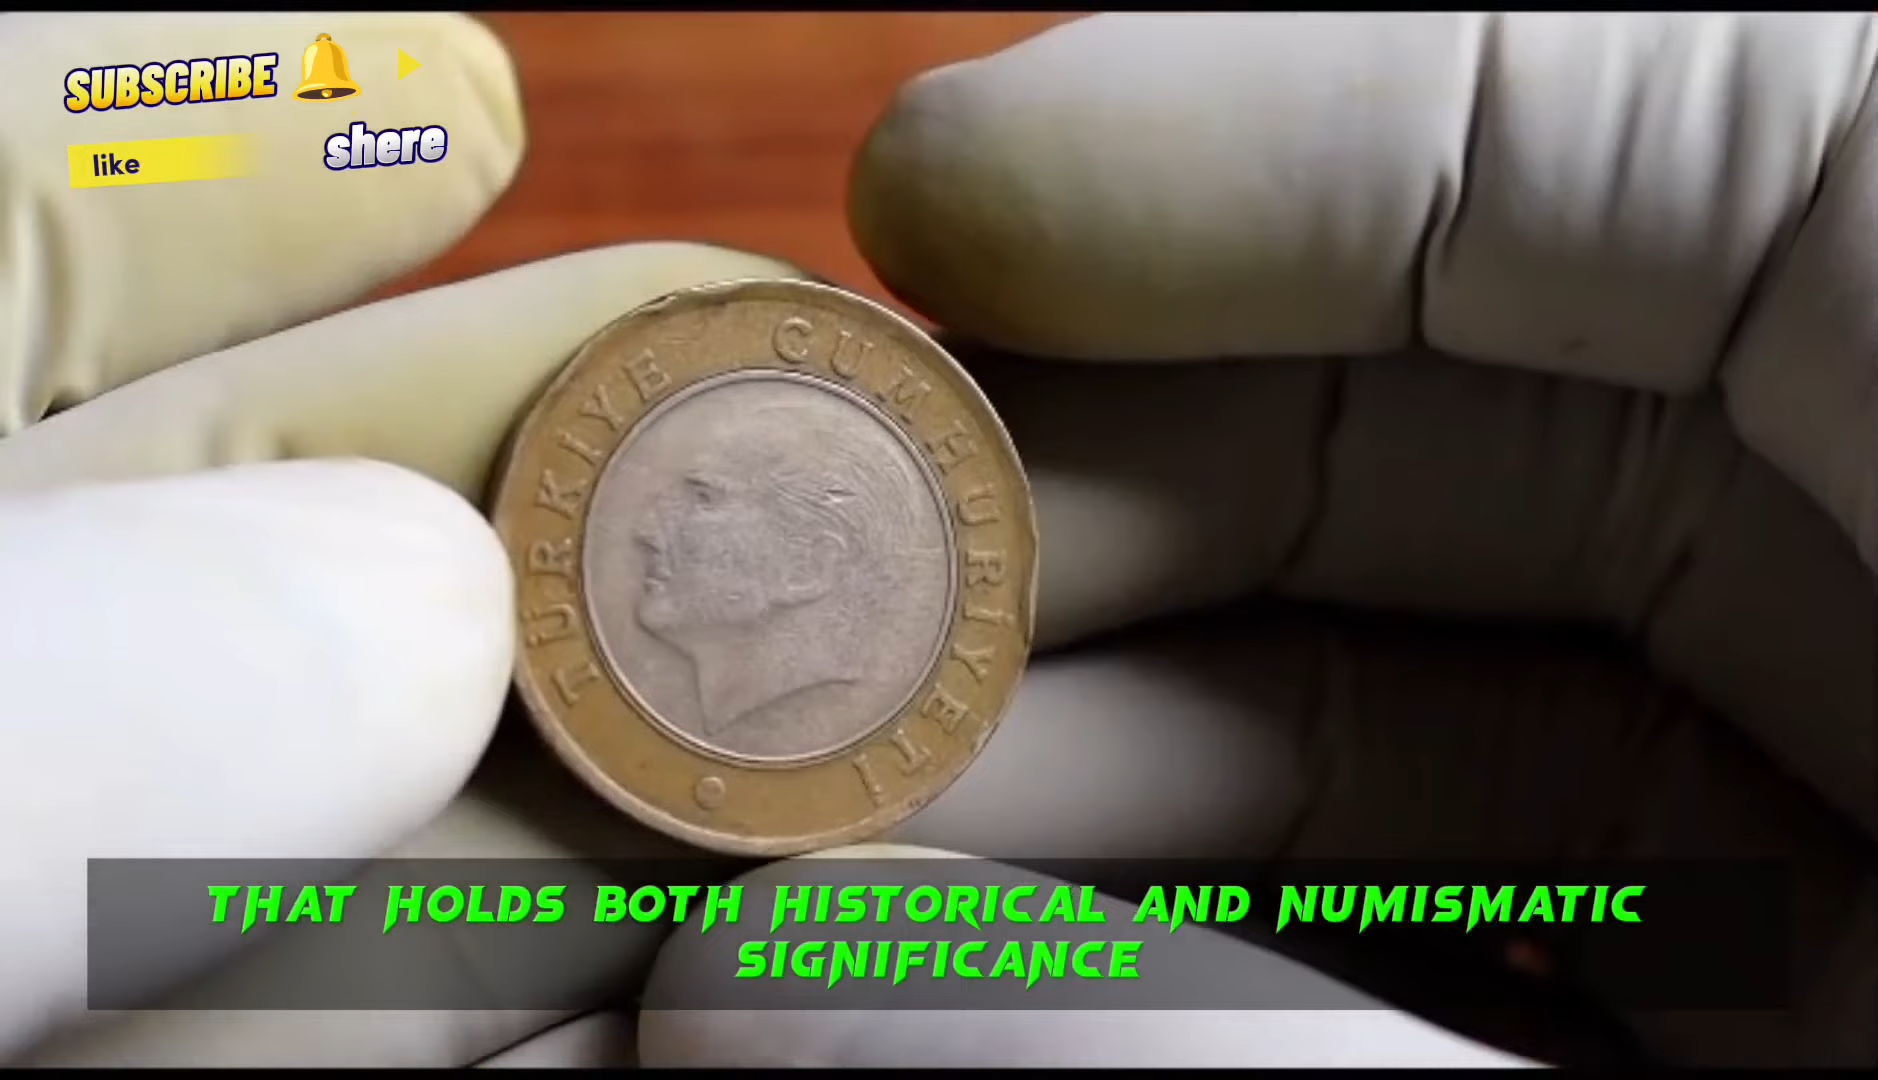 SUBSCRIBE
like
shere
TÜRKİYE CUMHURİYETİ
THAT HOLDS BOTH HISTORICAL AND NUMISMATIC
SIGNIFICANCE